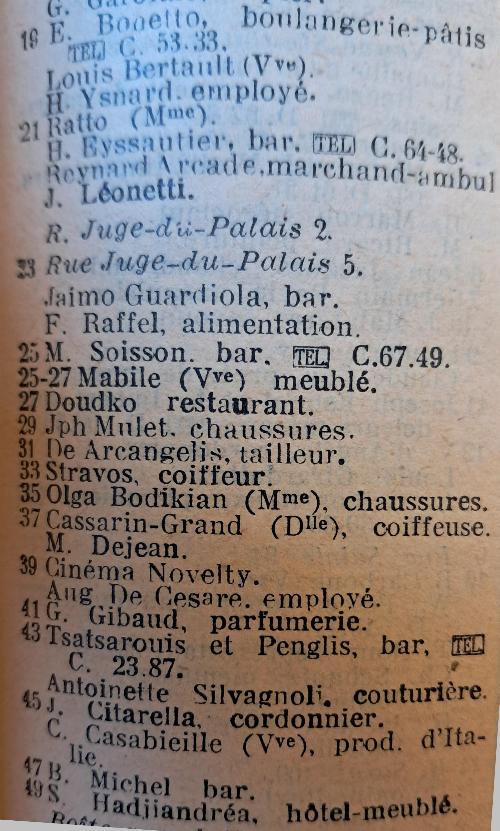 19 E. Bonetto, boulangerie-pâtis
TEL C. 53.33.
Louis Bertault (Vve).
H. Ysnard. employé.
21 Ratto (Mme).
H. Eyssautier, bar. TEL C. 64-48.
Reynard Arcade, marchand-ambul
J. Léonetti.
R. Juge-du-Palais 2.
23 Rue Juge-du-Palais 5.
Jaimo Guardiola, bar.
F. Raffel, alimentation.
25 M. Soisson. bar. TEL C.67.49.
25-27 Mabile (Vve) meublé.
27 Doudko restaurant.
29 Jph Mulet. chaussures.
31 De Arcangelis, tailleur.
33 Stravos, coiffeur.
35 Olga Bodikian (Mme), chaussures.
37 Cassarin-Grand (Dlle), coiffeuse.
M. Dejean.
39 Cinéma Novelty.
Aug De Cesare. employé.
41 G. Gibaud, parfumerie.
43 Tsatsarouis et Penglis, bar, TEL
C. 23.87.
Antoinette Silvagnoli, couturière.
45 J. Citarella, cordonnier.
C. Casabieille (Vve), prod. d'Ita-
lie.
47 B. Michel bar.
49 S. Hadjiandréa, hôtel-meublé.